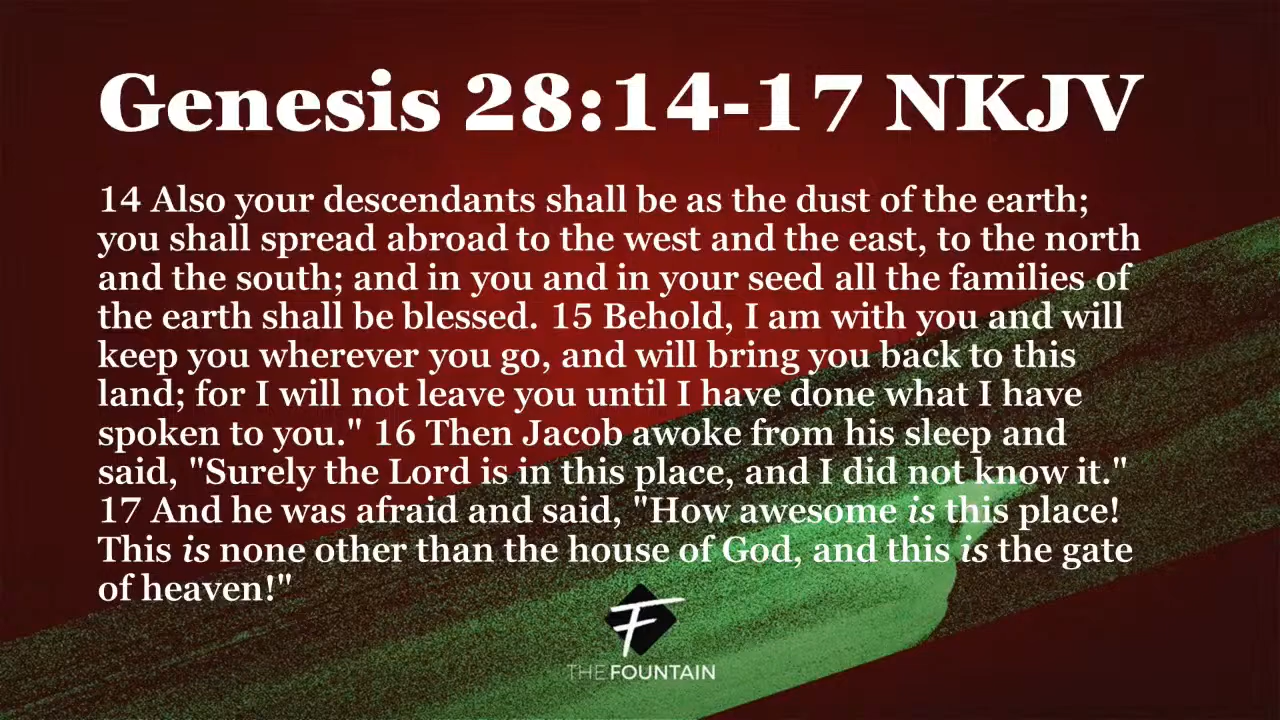 Genesis 28:14-17 NKJV
14 Also your descendants shall be as the dust of the earth;
you shall spread abroad to the west and the east, to the north
and the south; and in you and in your seed all the families of
the earth shall be blessed. 15 Behold, I am with you and will
keep you wherever you go, and will bring you back to this
land; for I will not leave you until I have done what I have
spoken to you." 16 Then Jacob awoke from his sleep and
said, "Surely the Lord is in this place, and I did not know it."
17 And he was afraid and said, "How awesome is this place!
This is none other than the house of God, and this is the gate
of heaven!"
F
THE FOUNTAIN